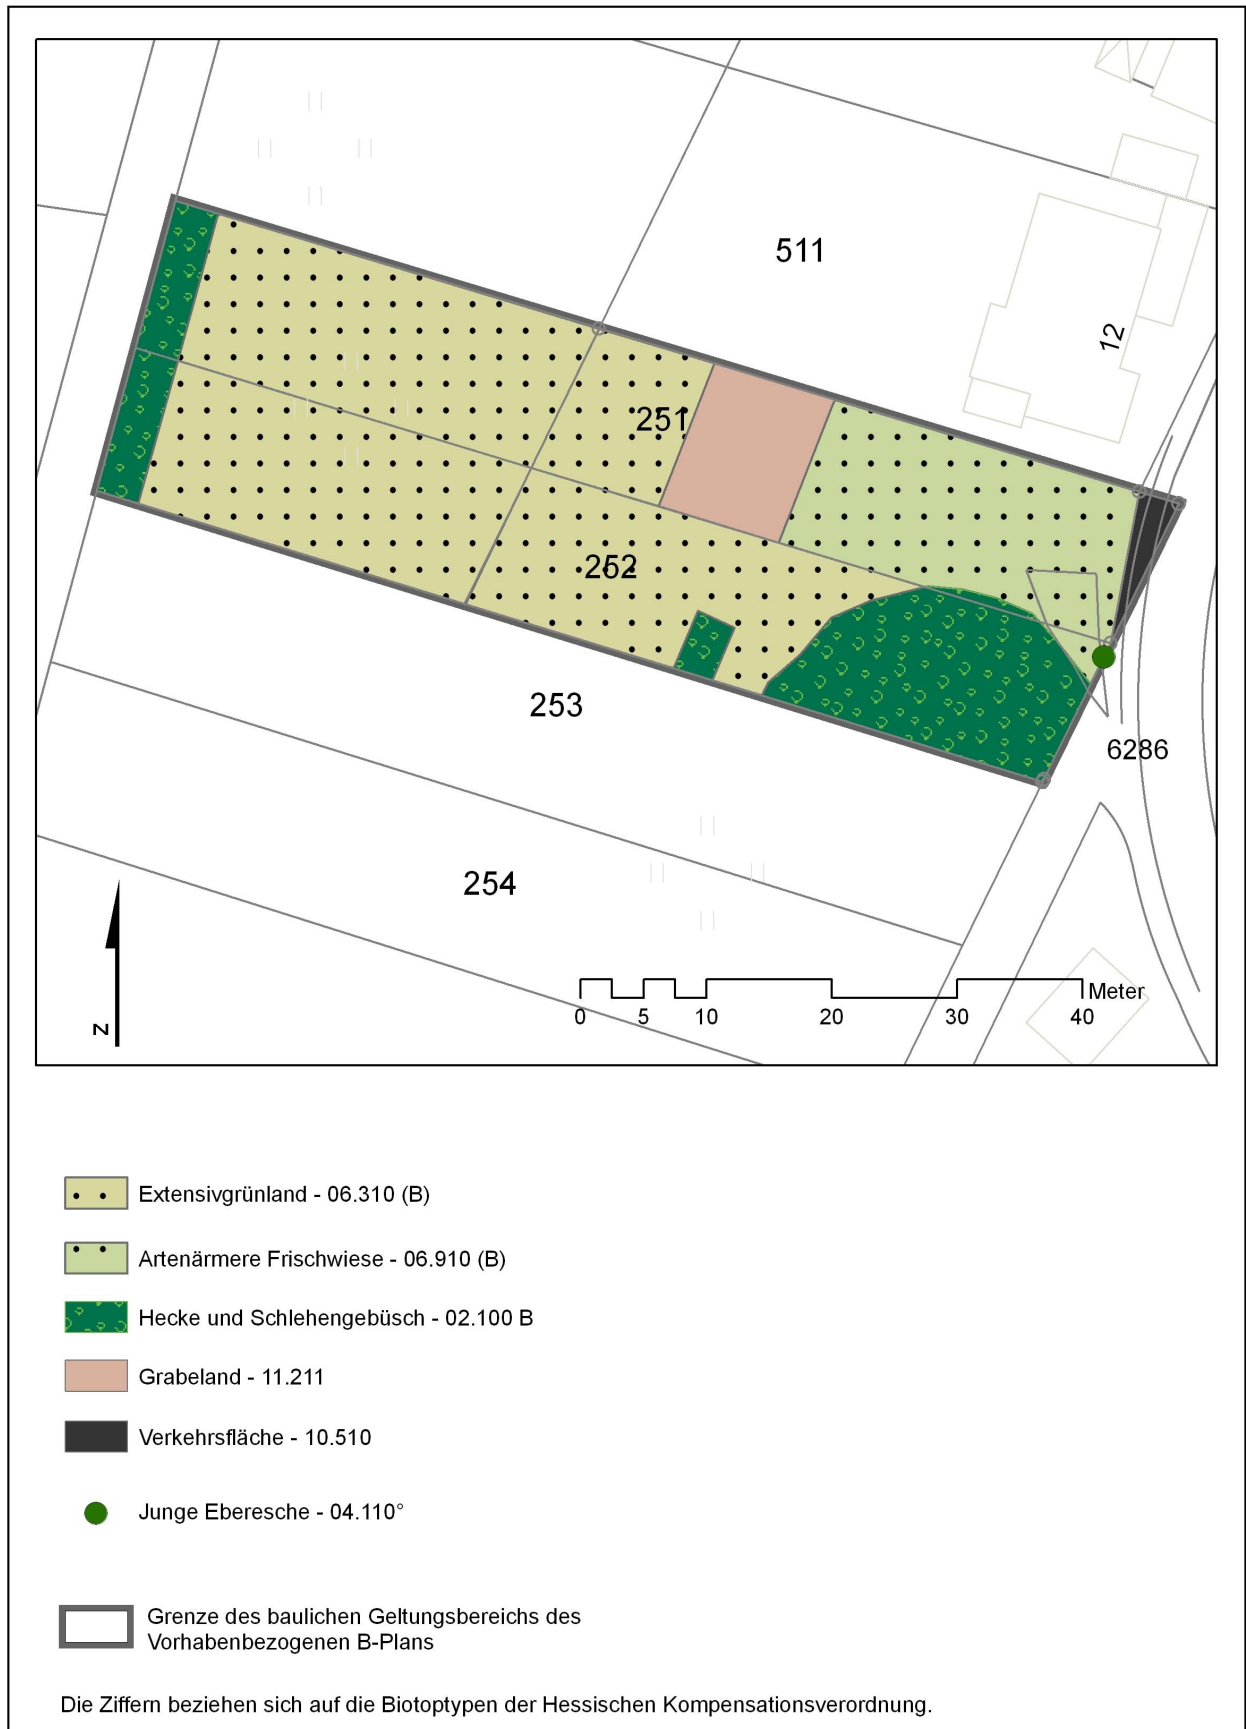 511
12
251
252
253
6286
254
Meter
0 5 10 20 30 40
N
Extensivgrünland - 06.310 (B)
Artenärmere Frischwiese - 06.910 (B)
Hecke und Schlehengebüsch - 02.100 B
Grabeland - 11.211
Verkehrsfläche - 10.510
Junge Eberesche - 04.110°
Grenze des baulichen Geltungsbereichs des
Vorhabenbezogenen B-Plans
Die Ziffern beziehen sich auf die Biotoptypen der Hessischen Kompensationsverordnung.